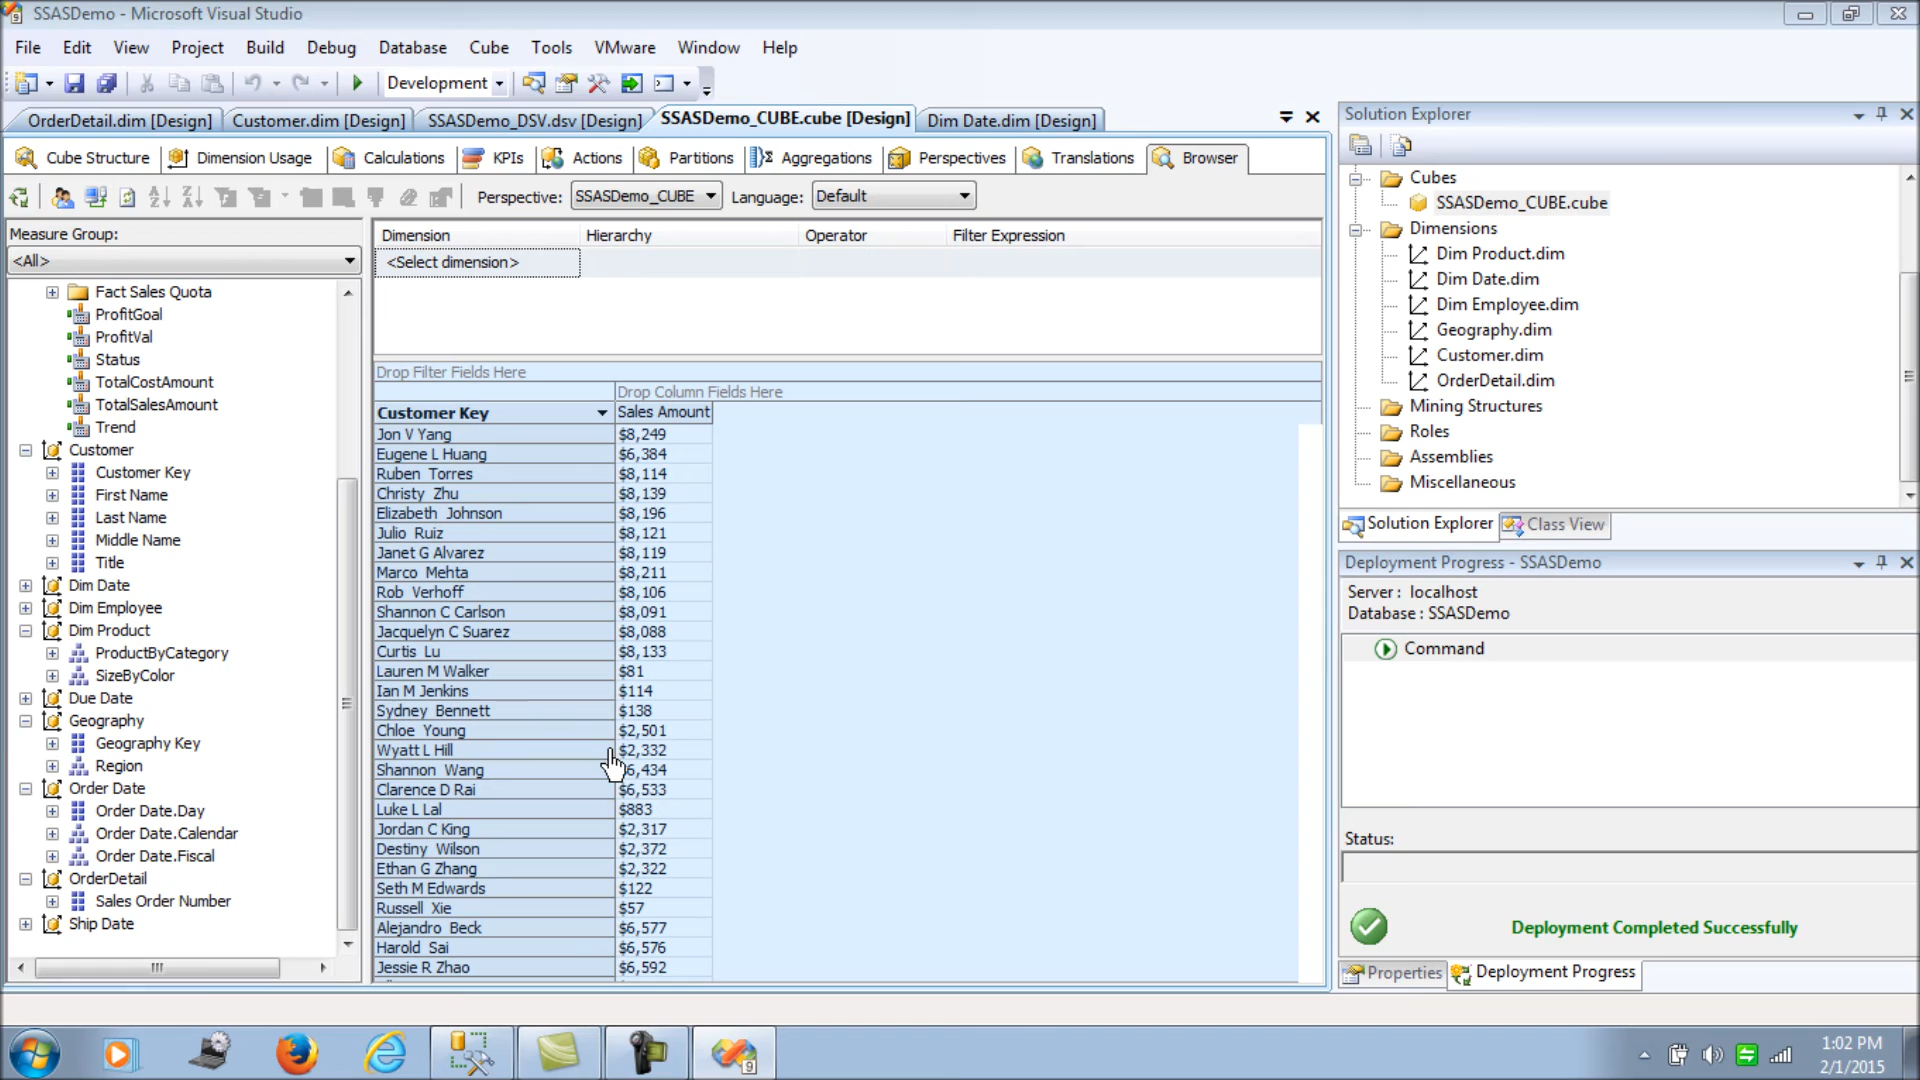 SSASDemo - Microsoft Visual Studio
File Edit View Project Build Debug Database Cube Tools VMware Window Help
Development
OrderDetail.dim [Design] Customer.dim [Design] SSASDemo_DSV.dsv [Design] SSASDemo_CUBE.cube [Design] Dim Date.dim [Design]
Cube Structure Dimension Usage Calculations KPIs Actions Partitions Aggregations Perspectives Translations Browser
Perspective: SSASDemo_CUBE Language: Default
Measure Group:
<All>
Fact Sales Quota
ProfitGoal
ProfitVal
Status
TotalCostAmount
TotalSalesAmount
Trend
Customer
Customer Key
First Name
Last Name
Middle Name
Title
Dim Date
Dim Employee
Dim Product
ProductByCategory
SizeByColor
Due Date
Geography
Geography Key
Region
Order Date
Order Date.Day
Order Date.Calendar
Order Date.Fiscal
OrderDetail
Sales Order Number
Ship Date
Dimension Hierarchy Operator Filter Expression
<Select dimension>
Drop Filter Fields Here
Drop Column Fields Here
Customer Key Sales Amount
Jon V Yang $8,249
Eugene L Huang $6,384
Ruben Torres $8,114
Christy Zhu $8,139
Elizabeth Johnson $8,196
Julio Ruiz $8,121
Janet G Alvarez $8,119
Marco Mehta $8,211
Rob Verhoff $8,106
Shannon C Carlson $8,091
Jacquelyn C Suarez $8,088
Curtis Lu $8,133
Lauren M Walker $81
Ian M Jenkins $114
Sydney Bennett $138
Chloe Young $2,501
Wyatt L Hill $2,332
Shannon Wang 6,434
Clarence D Rai $6,533
Luke L Lal $883
Jordan C King $2,317
Destiny Wilson $2,372
Ethan G Zhang $2,322
Seth M Edwards $122
Russell Xie $57
Alejandro Beck $6,577
Harold Sai $6,576
Jessie R Zhao $6,592
Solution Explorer
Cubes
SSASDemo_CUBE.cube
Dimensions
Dim Product.dim
Dim Date.dim
Dim Employee.dim
Geography.dim
Customer.dim
OrderDetail.dim
Mining Structures
Roles
Assemblies
Miscellaneous
Solution Explorer Class View
Deployment Progress - SSASDemo
Server : localhost
Database : SSASDemo
Command
Status:
Deployment Completed Successfully
Properties Deployment Progress
9
1:02 PM
2/1/2015